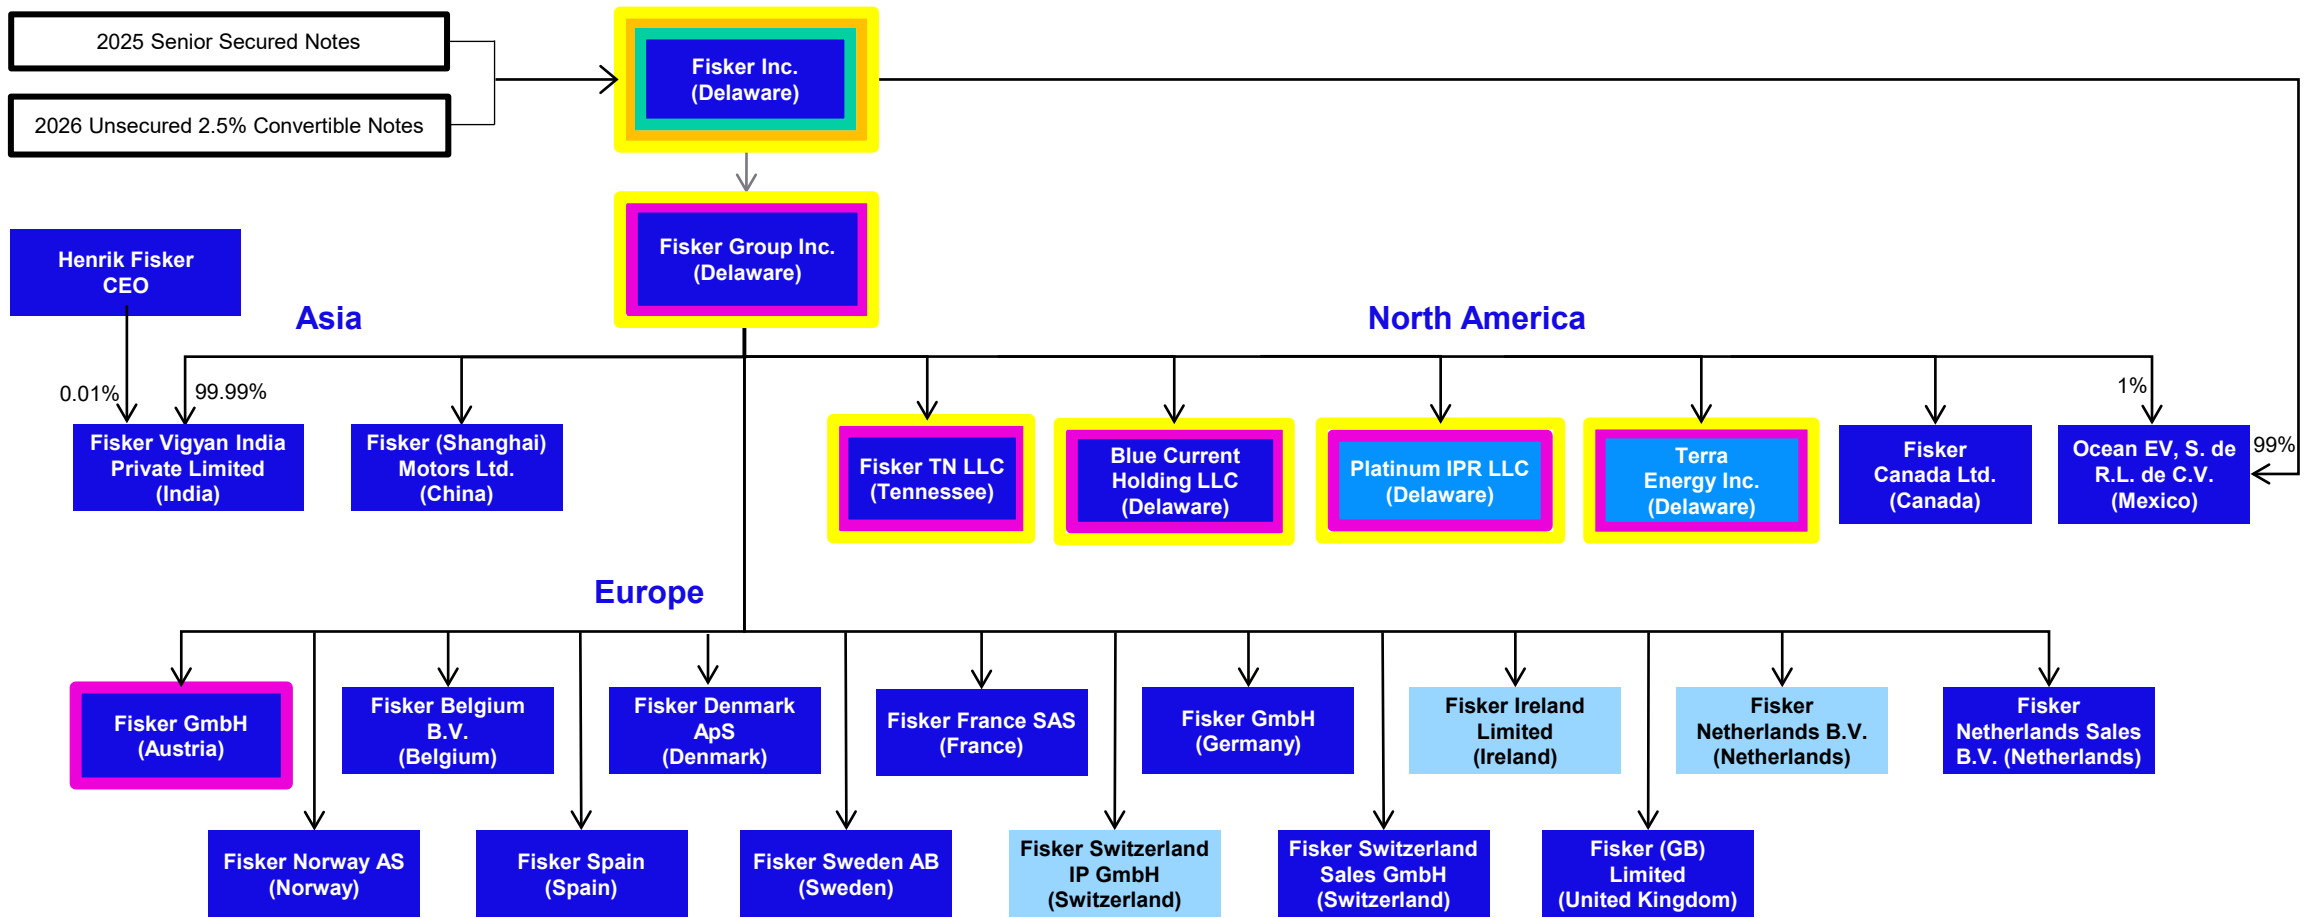 2025 Senior Secured Notes
2026 Unsecured 2.5% Convertible Notes
Fisker Inc.
(Delaware)
Fisker Group Inc.
(Delaware)
Henrik Fisker
CEO
Asia
North America
0.01%
99.99%
1%
99%
Fisker Vigyan India
Private Limited
(India)
Fisker (Shanghai)
Motors Ltd.
(China)
Fisker TN LLC
(Tennessee)
Blue Current
Holding LLC
(Delaware)
Platinum IPR LLC
(Delaware)
Terra
Energy Inc.
(Delaware)
Fisker
Canada Ltd.
(Canada)
Ocean EV, S. de
R.L. de C.V.
(Mexico)
Europe
Fisker GmbH
(Austria)
Fisker Belgium
B.V.
(Belgium)
Fisker Denmark
ApS
(Denmark)
Fisker France SAS
(France)
Fisker GmbH
(Germany)
Fisker Ireland
Limited
(Ireland)
Fisker
Netherlands B.V.
(Netherlands)
Fisker
Netherlands Sales
B.V. (Netherlands)
Fisker Norway AS
(Norway)
Fisker Spain
(Spain)
Fisker Sweden AB
(Sweden)
Fisker Switzerland
IP GmbH
(Switzerland)
Fisker Switzerland
Sales GmbH
(Switzerland)
Fisker (GB)
Limited
(United Kingdom)